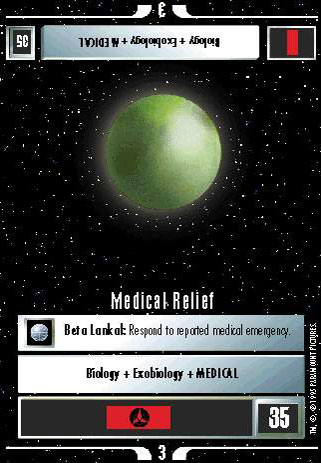 3
35
Biology + Exobiology + MEDICAL
Medical Relief
Beta Lankal: Respond to reported medical emergency.
Biology + Exobiology + MEDICAL
35
3
TM, ©, ® 1995 PARAMOUNT PICTURES.